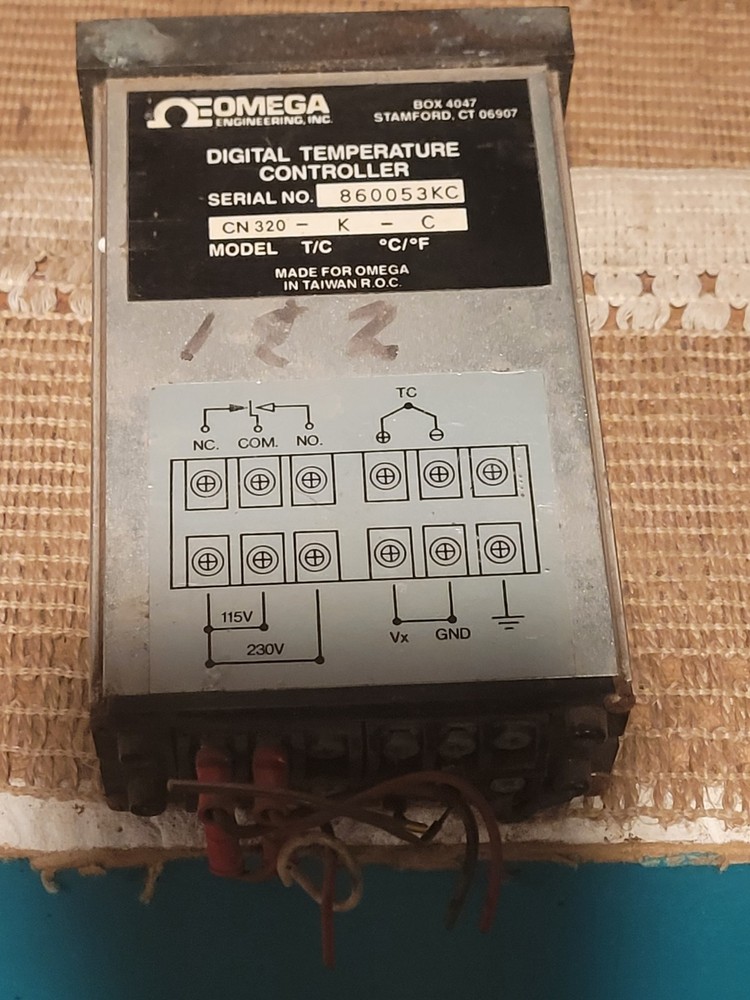 OMEGA
ENGINEERING, INC.
BOX 4047
STAMFORD, CT 06907
DIGITAL TEMPERATURE
CONTROLLER
SERIAL NO. 860053KC
CN 320 - K - C
MODEL T/C °C/°F
MADE FOR OMEGA
IN TAIWAN R.O.C.
122
TC
NC. COM. NO.
115V
230V
Vx GND